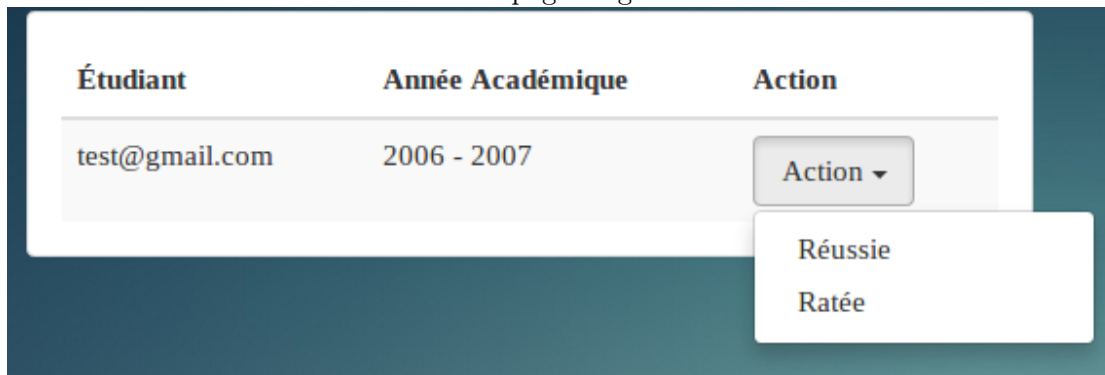 Étudiant Année Académique Action
test@gmail.com 2006 - 2007 Action
Réussie
Ratée